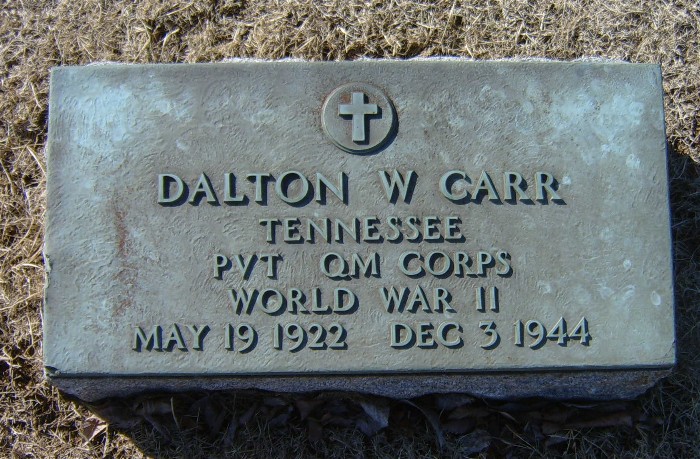 DALTON W CARR
TENNESSEE
PVT QM CORPS
WORLD WAR II
MAY 19 1922 DEC 3 1944